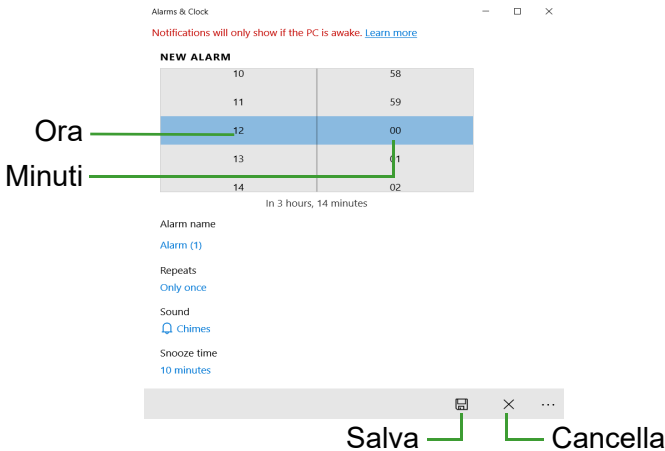 Alarms & Clock
Notifications will only show if the PC is awake. Learn more
NEW ALARM
10 58
11 59
Ora 12 00
13 01
Minuti
14 02
In 3 hours, 14 minutes
Alarm name
Alarm (1)
Repeats
Only once
Sound
Chimes
Snooze time
10 minutes
Salva Cancella